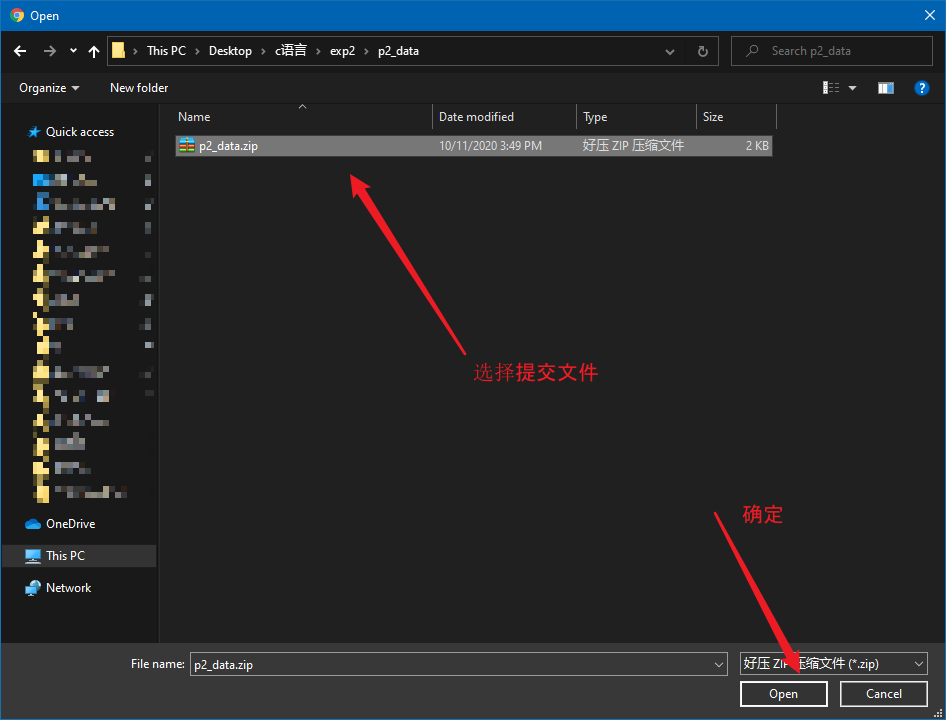 Open
This PC > Desktop > c语言 > exp2 > p2_data
Search p2_data
Organize
New folder
?
Name
Date modified
Type
Size
Quick access
p2_data.zip
10/11/2020 3:49 PM
好压 ZIP 压缩文件
2 KB
选择提交文件
确定
OneDrive
This PC
Network
File name:
p2_data.zip
好压 ZIP 压缩文件 (*.zip)
Open
Cancel